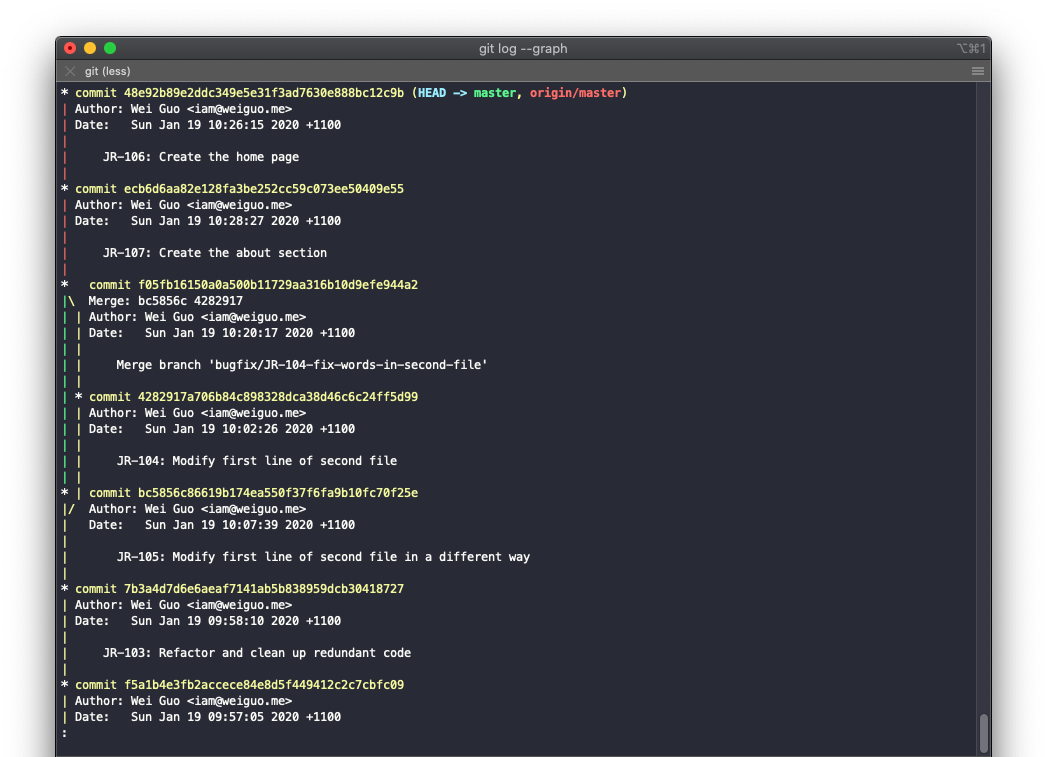 git log --graph
⌥⌘1
git (less)
* commit 48e92b89e2ddc349e5e31f3ad7630e888bc12c9b (HEAD -> master, origin/master)
| Author: Wei Guo <iam@weiguo.me>
| Date:   Sun Jan 19 10:26:15 2020 +1100
|
|     JR-106: Create the home page
|
* commit ecb6d6aa82e128fa3be252cc59c073ee50409e55
| Author: Wei Guo <iam@weiguo.me>
| Date:   Sun Jan 19 10:28:27 2020 +1100
|
|     JR-107: Create the about section
|
*   commit f05fb16150a0a500b11729aa316b10d9efe944a2
|\  Merge: bc5856c 4282917
| | Author: Wei Guo <iam@weiguo.me>
| | Date:   Sun Jan 19 10:20:17 2020 +1100
| |
| |     Merge branch 'bugfix/JR-104-fix-words-in-second-file'
| |
| * commit 4282917a706b84c898328dca38d46c6c24ff5d99
| | Author: Wei Guo <iam@weiguo.me>
| | Date:   Sun Jan 19 10:02:26 2020 +1100
| |
| |     JR-104: Modify first line of second file
| |
* | commit bc5856c86619b174ea550f37f6fa9b10fc70f25e
|/  Author: Wei Guo <iam@weiguo.me>
|   Date:   Sun Jan 19 10:07:39 2020 +1100
|
|       JR-105: Modify first line of second file in a different way
|
* commit 7b3a4d7d6e6aeaf7141ab5b838959dcb30418727
| Author: Wei Guo <iam@weiguo.me>
| Date:   Sun Jan 19 09:58:10 2020 +1100
|
|     JR-103: Refactor and clean up redundant code
|
* commit f5a1b4e3fb2accece84e8d5f449412c2c7cbfc09
| Author: Wei Guo <iam@weiguo.me>
| Date:   Sun Jan 19 09:57:05 2020 +1100
: